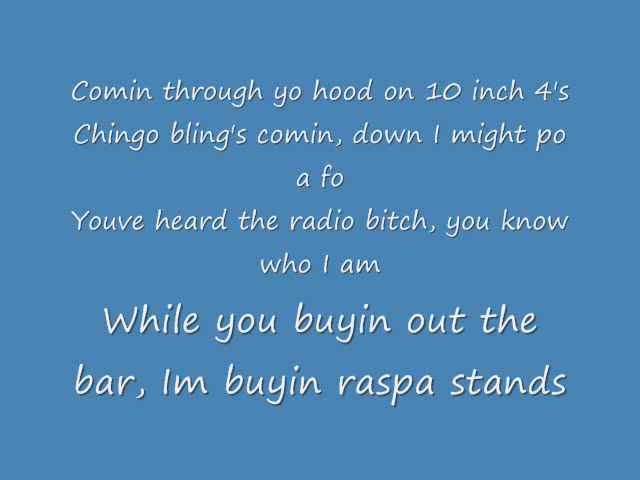 Comin through yo hood on 10 inch 4's
Chingo bling's comin, down I might po
a fo
Youve heard the radio bitch, you know
who I am
While you buyin out the
bar, Im buyin raspa stands